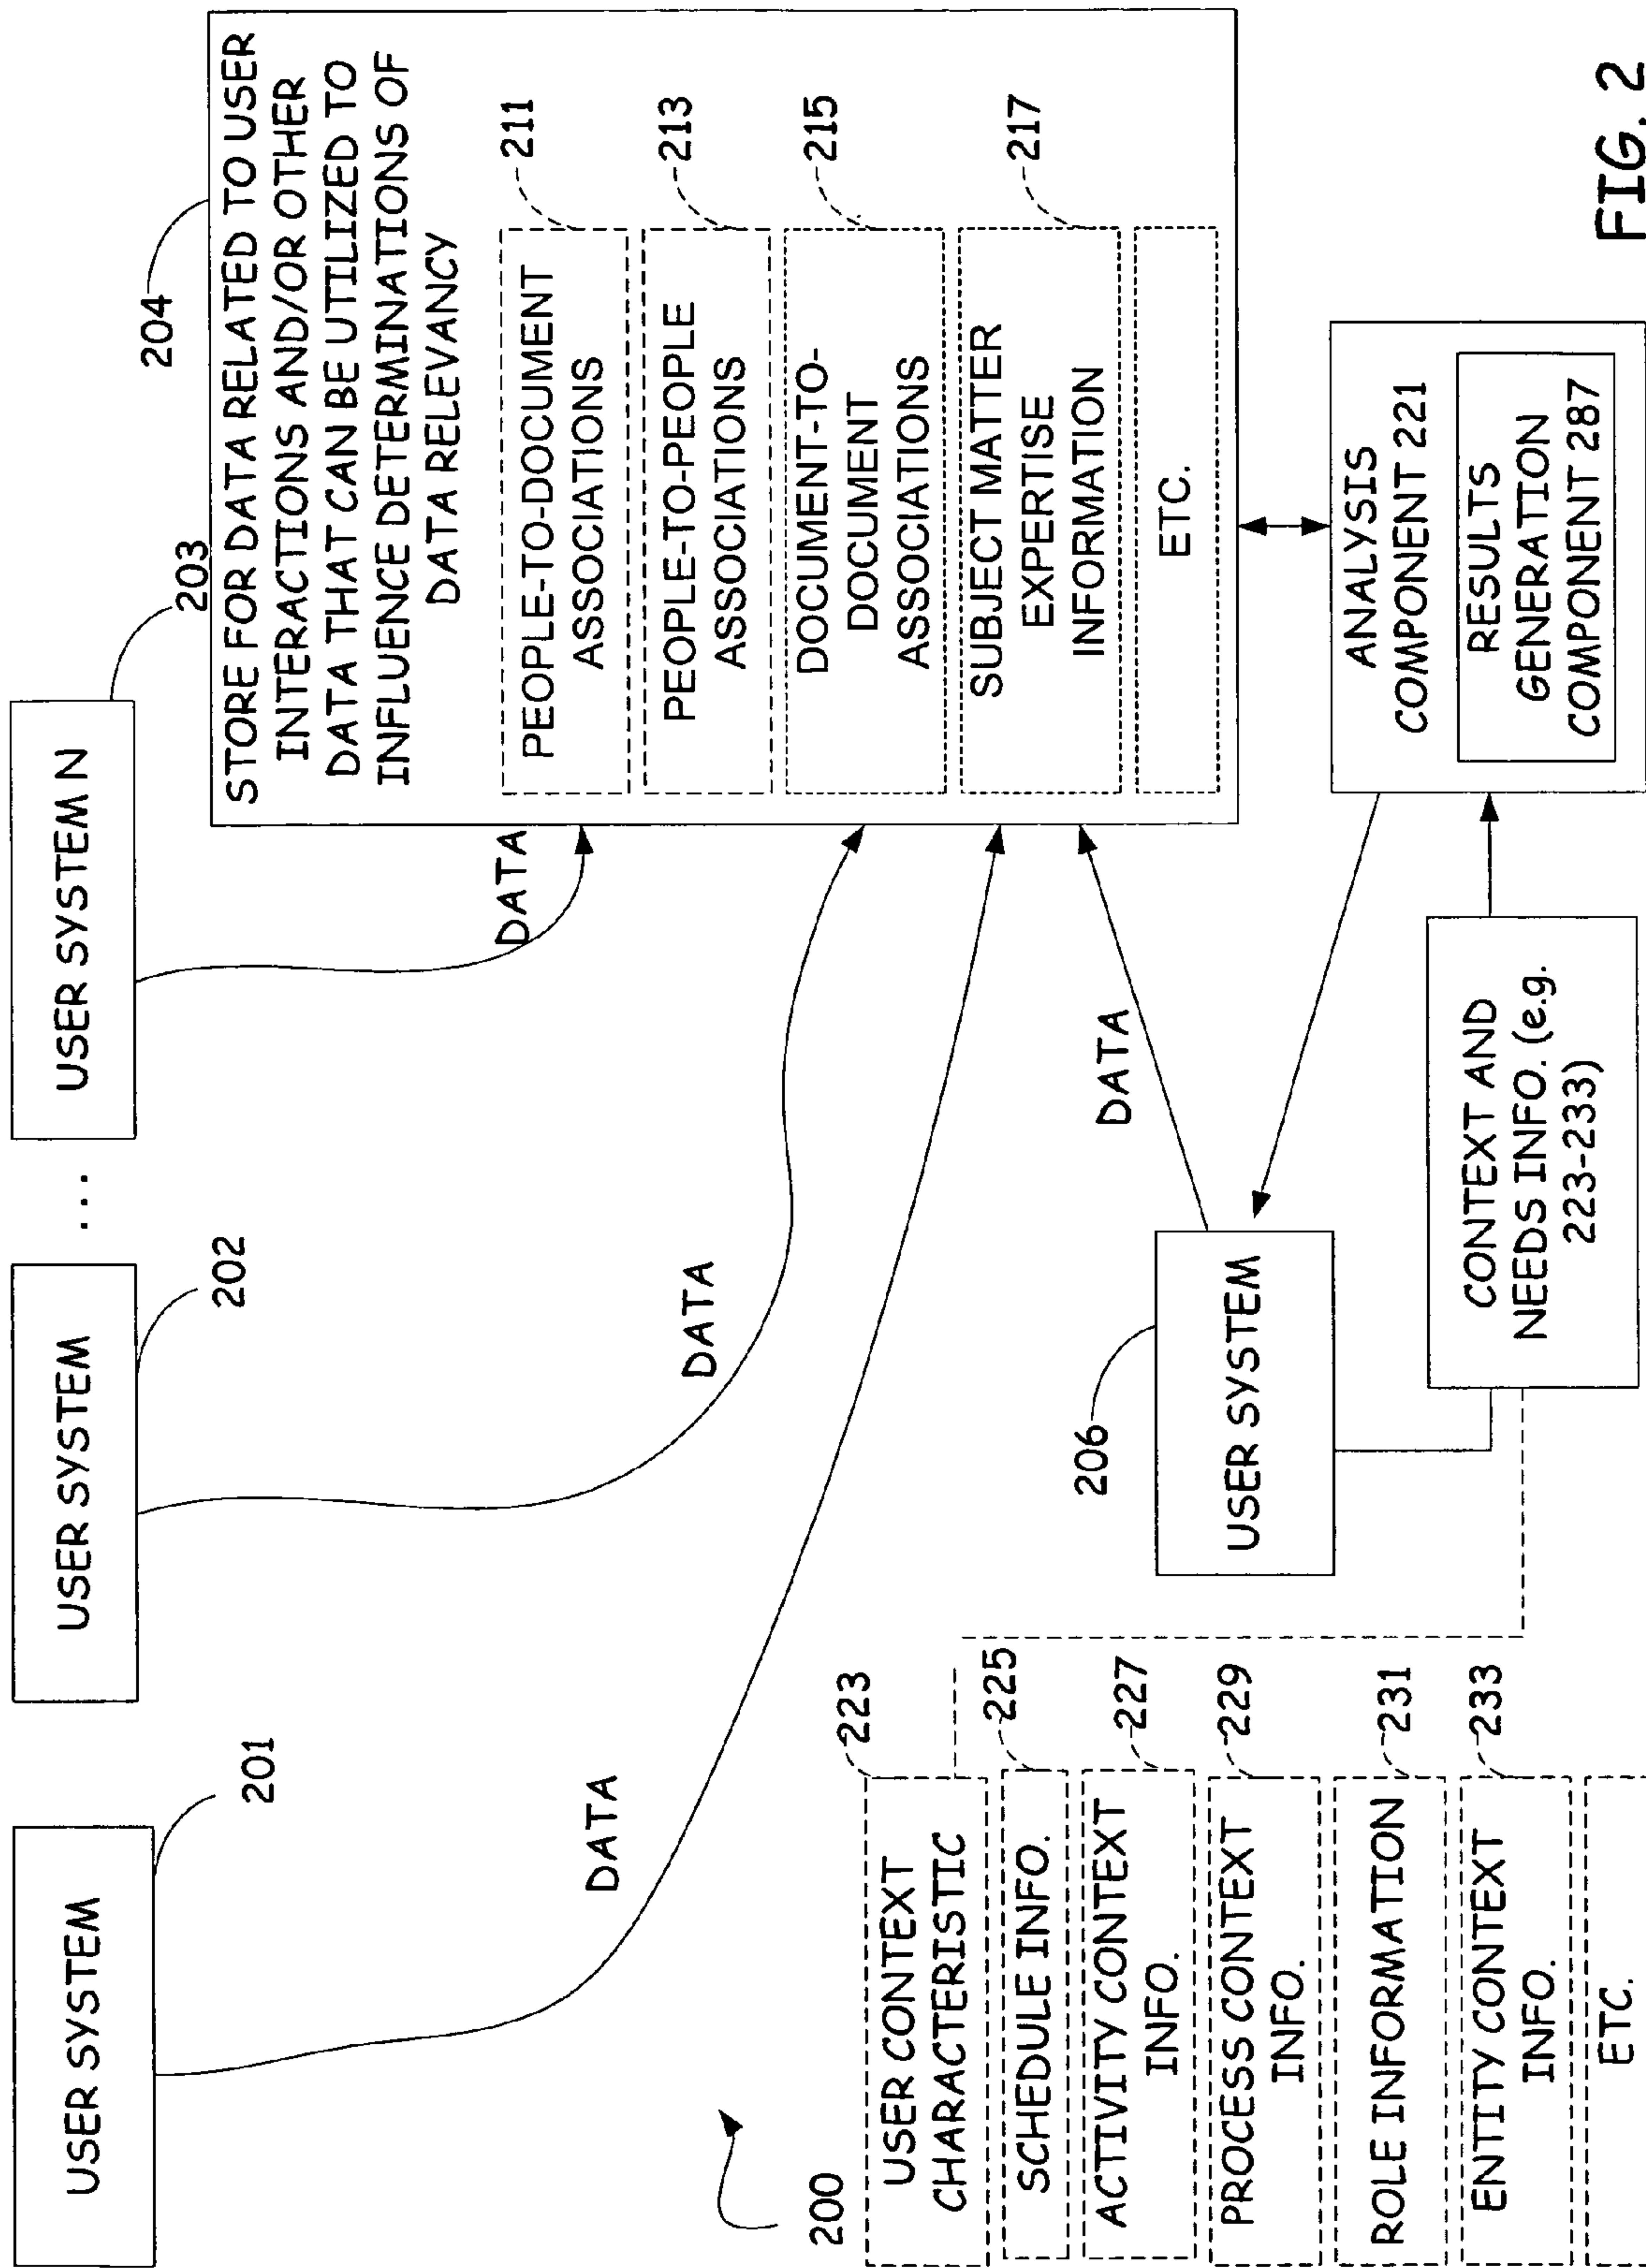 USER SYSTEM
201
USER SYSTEM
202
...
USER SYSTEM N
203
204
STORE FOR DATA RELATED TO USER
INTERACTIONS AND/OR OTHER
DATA THAT CAN BE UTILIZED TO
INFLUENCE DETERMINATIONS OF
DATA RELEVANCY
PEOPLE-TO-DOCUMENT
ASSOCIATIONS
211
PEOPLE-TO-PEOPLE
ASSOCIATIONS
213
DOCUMENT-TO-
DOCUMENT
ASSOCIATIONS
215
SUBJECT MATTER
EXPERTISE
INFORMATION
217
ETC.
DATA
DATA
DATA
DATA
200
USER CONTEXT
CHARACTERISTIC
223
SCHEDULE INFO.
225
ACTIVITY CONTEXT
INFO.
227
PROCESS CONTEXT
INFO.
229
ROLE INFORMATION
231
ENTITY CONTEXT
INFO.
233
ETC.
206
USER SYSTEM
CONTEXT AND
NEEDS INFO. (e.g.
223-233)
ANALYSIS
COMPONENT 221
RESULTS
GENERATION
COMPONENT 287
FIG. 2